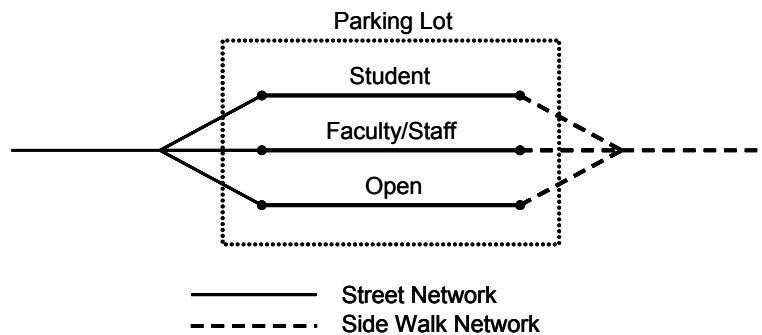 Parking Lot
Student
Faculty/Staff
Open
Street Network
Side Walk Network